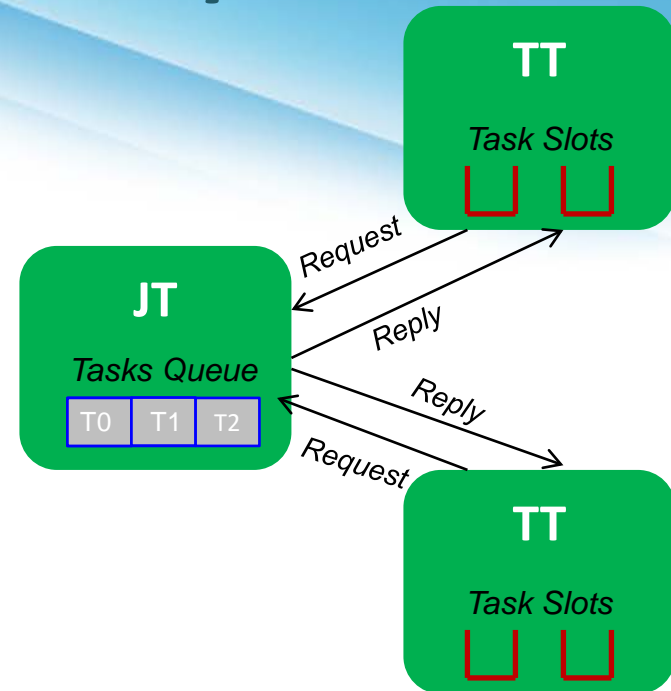 TT
Task Slots
Request
Reply
JT
Tasks Queue
T0 T1 T2
Reply
Request
TT
Task Slots